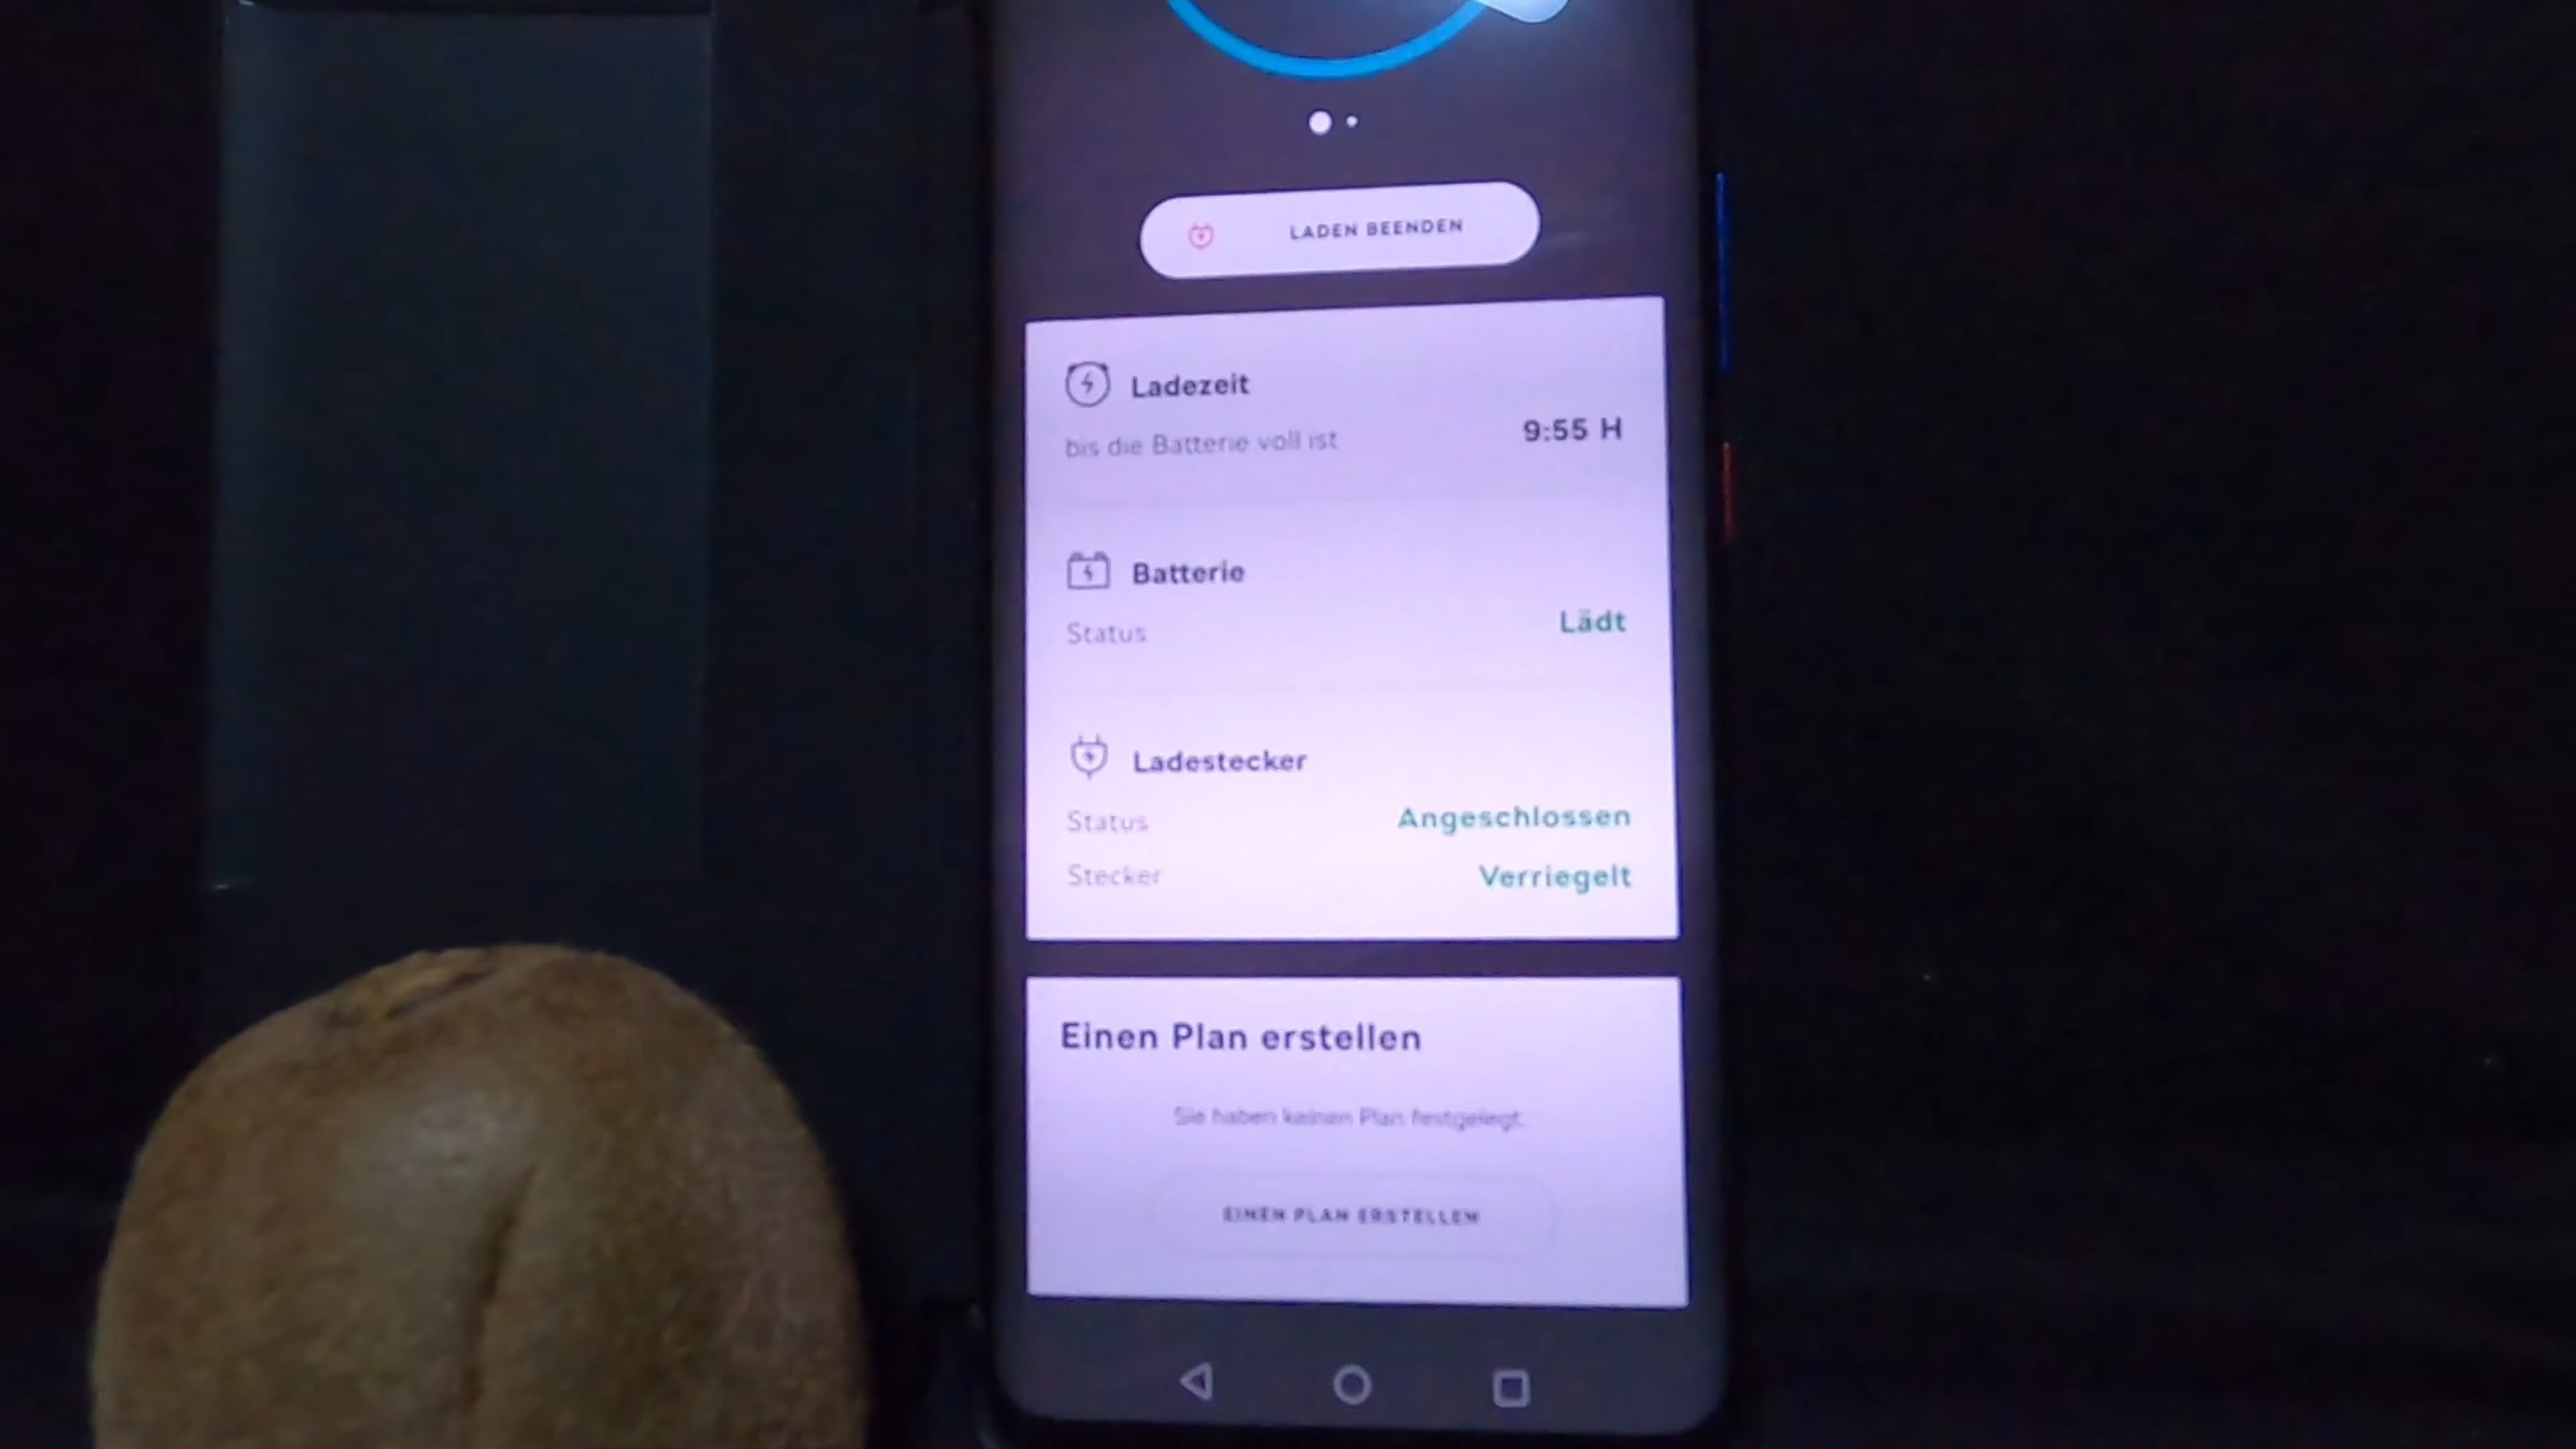 LADEN BEENDEN
Ladezeit
bis die Batterie voll ist 9:55 H
Batterie
Status Lädt
Ladestecker
Status Angeschlossen
Stecker Verriegelt
Einen Plan erstellen
Sie haben keinen Plan festgelegt.
EINEN PLAN ERSTELLEN